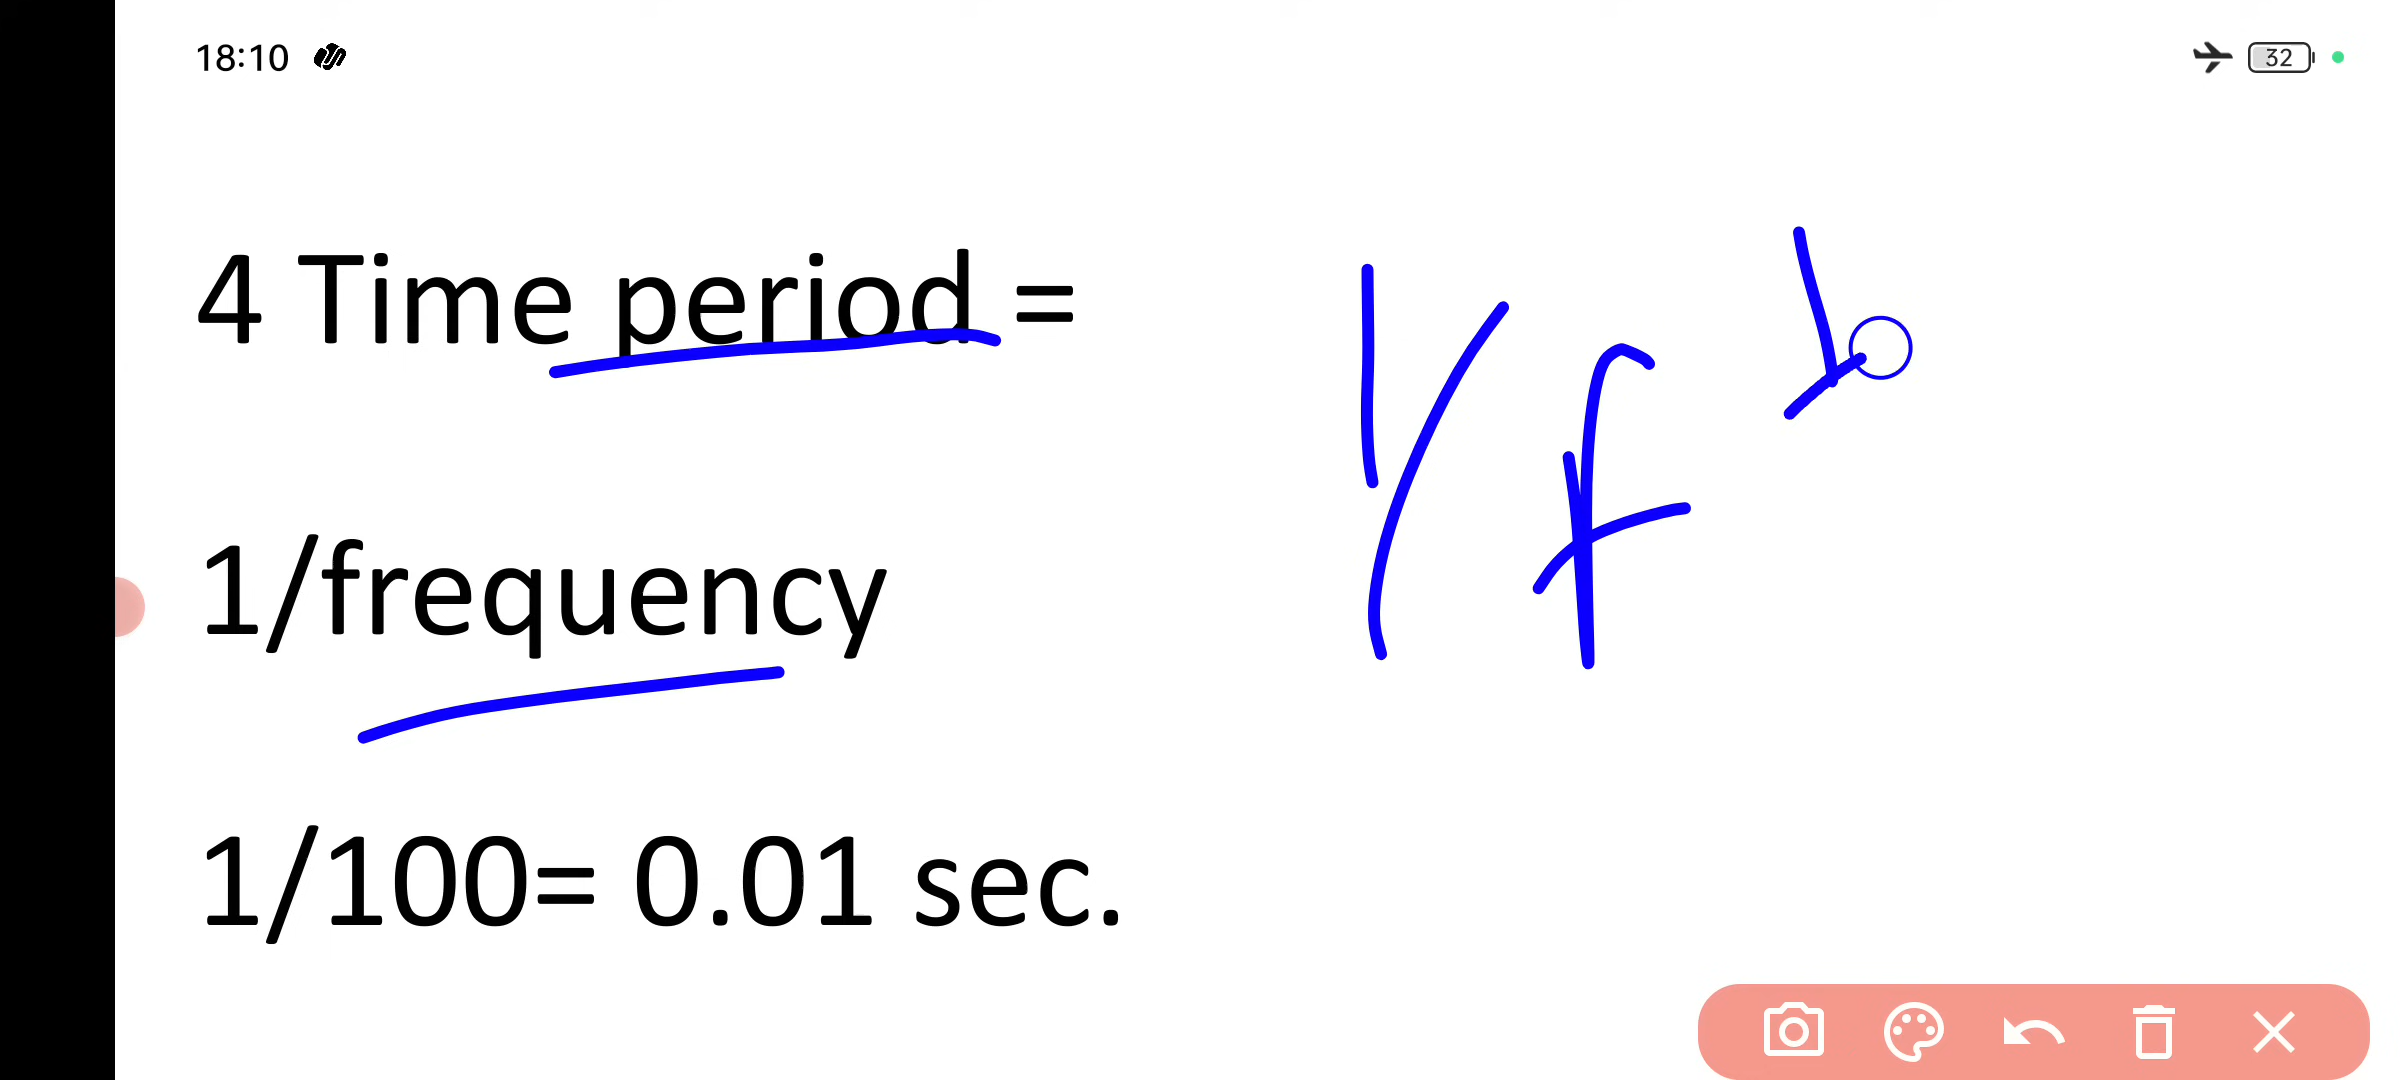 18:10 32
4 Time period =
1/frequency
1/100= 0.01 sec.
1/f